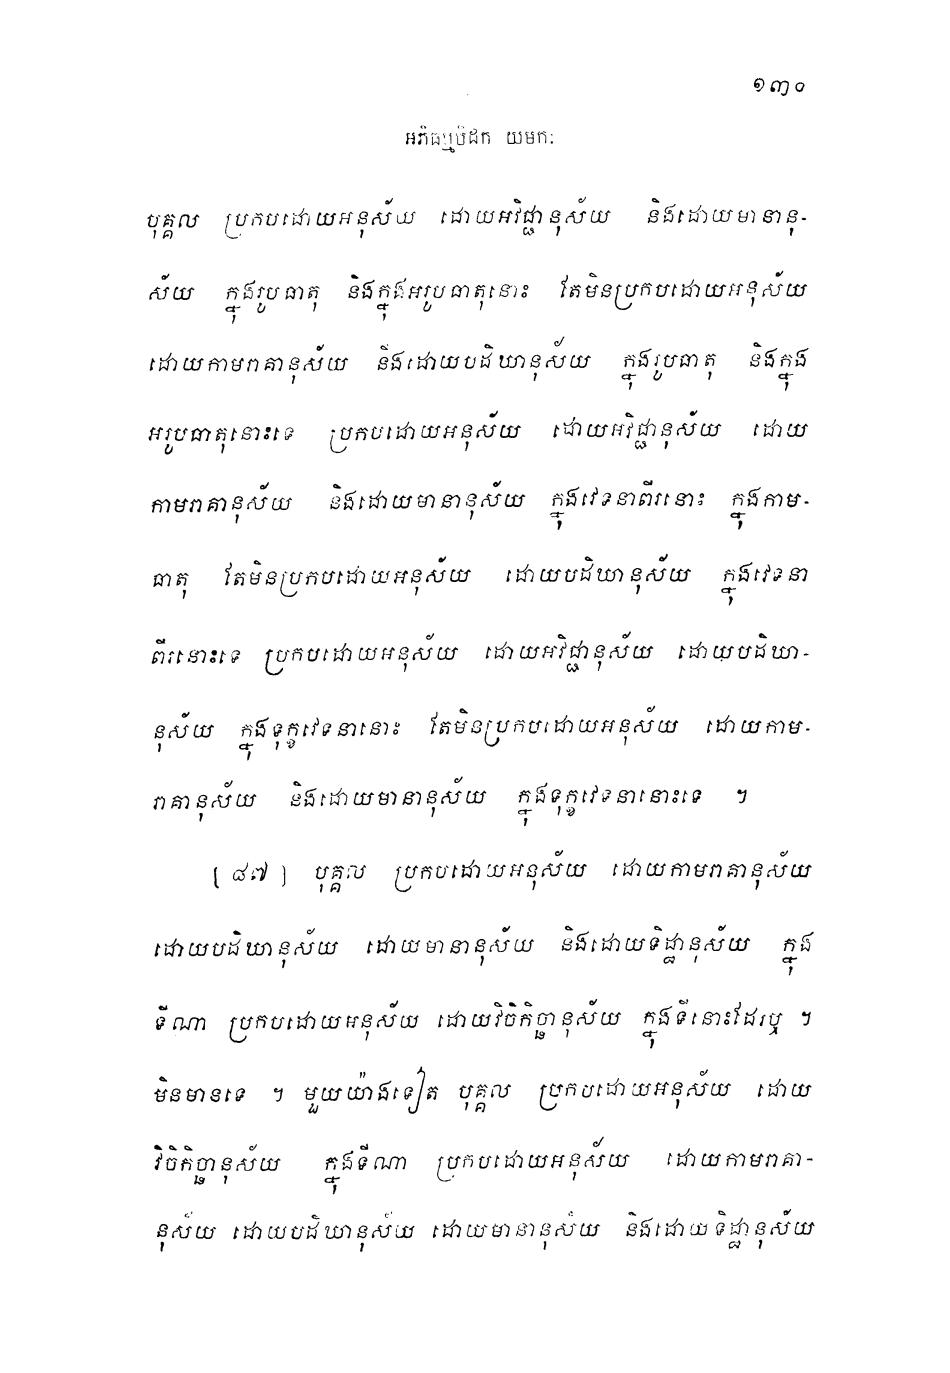 ១៣០
អភិធម្មបិដក យមកៈ
បុគ្គល ប្រកបដោយអនុស័យ ដោយអវិជ្ជានុស័យ និងដោយមានានុ-
ស័យ ក្នុងរូបធាតុ និងក្នុងអរូបធាតុនោះ តែមិនប្រកបដោយអនុស័យ
ដោយកាមរាគានុស័យ និងដោយបដិឃានុស័យ ក្នុងរូបធាតុ និងក្នុង
អរូបធាតុនោះទេ ប្រកបដោយអនុស័យ ដោយអវិជ្ជានុស័យ ដោយ
កាមរាគានុស័យ និងដោយមានានុស័យ ក្នុងវេទនាពីរនោះ ក្នុងកាម-
ធាតុ តែមិនប្រកបដោយអនុស័យ ដោយបដិឃានុស័យ ក្នុងវេទនា
ពីរនោះទេ ប្រកបដោយអនុស័យ ដោយអវិជ្ជានុស័យ ដោយបដិឃា-
នុស័យ ក្នុងទុក្ខវេទនានោះ តែមិនប្រកបដោយអនុស័យ ដោយកាម-
រាគានុស័យ និងដោយមានានុស័យ ក្នុងទុក្ខវេទនានោះទេ ។
[ ៨៧ ] បុគ្គល ប្រកបដោយអនុស័យ ដោយកាមរាគានុស័យ
ដោយបដិឃានុស័យ ដោយមានានុស័យ និងដោយទិដ្ឋានុស័យ ក្នុង
ទីណា ប្រកបដោយអនុស័យ ដោយវិចិកិច្ឆានុស័យ ក្នុងទីនោះដែរឬ ។
មិនមានទេ ។ មួយយ៉ាងទៀត បុគ្គល ប្រកបដោយអនុស័យ ដោយ
វិចិកិច្ឆានុស័យ ក្នុងទីណា ប្រកបដោយអនុស័យ ដោយកាមរាគា-
នុស័យ ដោយបដិឃានុស័យ ដោយមានានុស័យ និងដោយទិដ្ឋានុស័យ